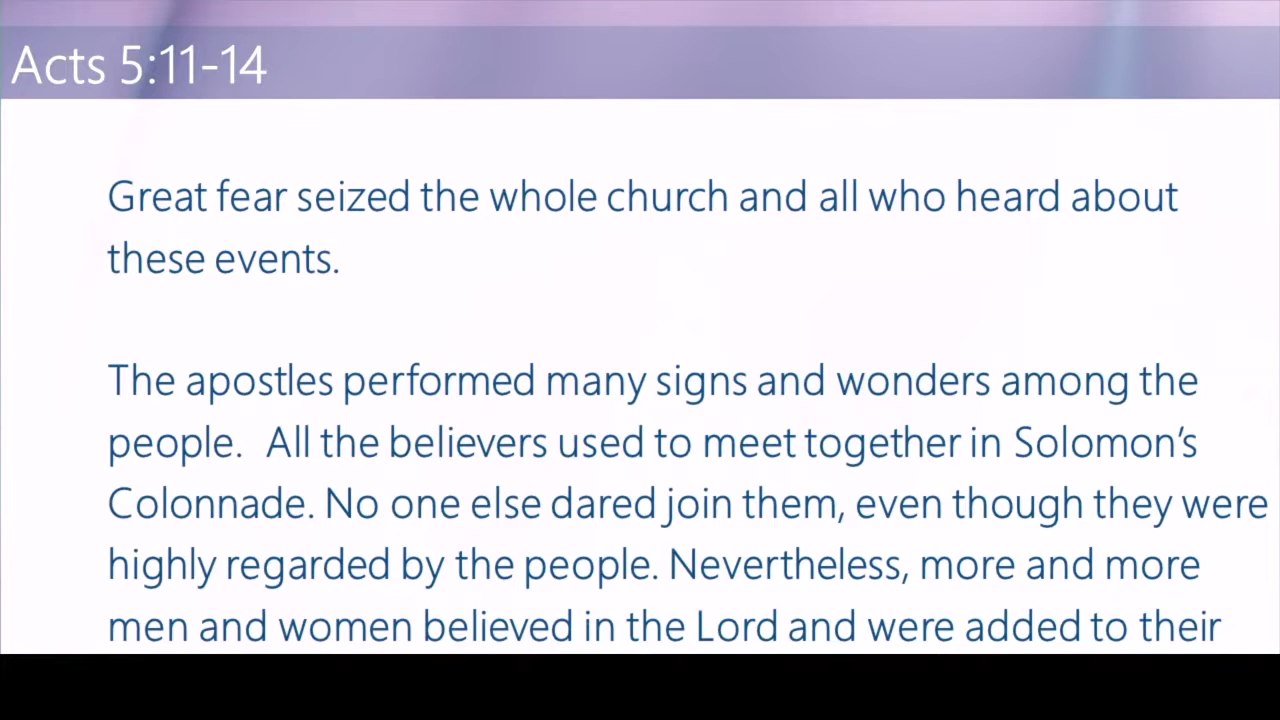 Acts 5:11-14
Great fear seized the whole church and all who heard about
these events.
The apostles performed many signs and wonders among the
people.  All the believers used to meet together in Solomon’s
Colonnade. No one else dared join them, even though they were
highly regarded by the people. Nevertheless, more and more
men and women believed in the Lord and were added to their